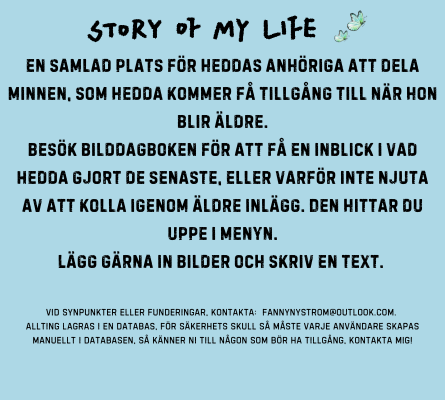 STORY OF MY LIFE
EN SAMLAD PLATS FÖR HEDDAS ANHÖRIGA ATT DELA
MINNEN, SOM HEDDA KOMMER FÅ TILLGÅNG TILL NÄR HON
BLIR ÄLDRE.
BESÖK BILDDAGBOKEN FÖR ATT FÅ EN INBLICK I VAD
HEDDA GJORT DE SENASTE, ELLER VARFÖR INTE NJUTA
AV ATT KOLLA IGENOM ÄLDRE INLÄGG. DEN HITTAR DU
UPPE I MENYN.
LÄGG GÄRNA IN BILDER OCH SKRIV EN TEXT.
VID SYNPUNKTER ELLER FUNDERINGAR, KONTAKTA: FANNYNYSTROM@OUTLOOK.COM.
ALLTING LAGRAS I EN DATABAS, FÖR SÄKERHETS SKULL SÅ MÅSTE VARJE ANVÄNDARE SKAPAS
MANUELLT I DATABASEN, SÅ KÄNNER NI TILL NÅGON SOM BÖR HA TILLGÅNG, KONTAKTA MIG!